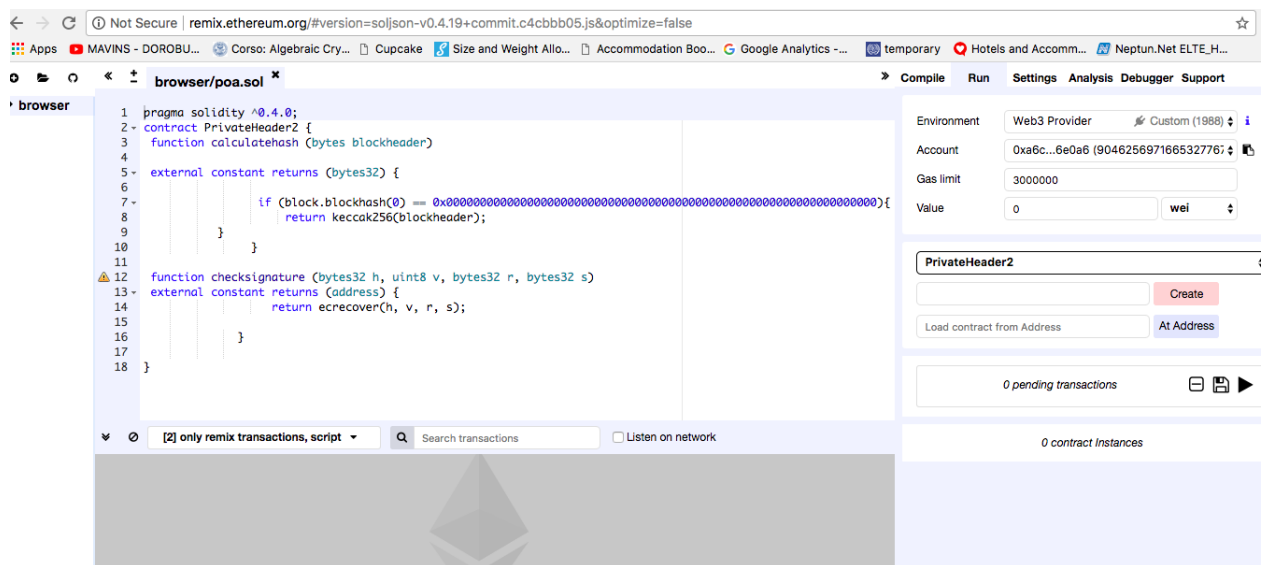 Not Secure | remix.ethereum.org/#version=soljson-v0.4.19+commit.c4cbbb05.js&optimize=false
Apps MAVINS - DOROBU... Corso: Algebraic Cry... Cupcake Size and Weight Allo... Accommodation Boo... Google Analytics -... temporary Hotels and Accomm... Neptun.Net ELTE_H...
browser/poa.sol Compile Run Settings Analysis Debugger Support
browser
1 pragma solidity ^0.4.0;
2 contract PrivateHeader2 {
3 function calculatehash (bytes blockheader)
4
5 external constant returns (bytes32) {
6
7 if (block.blockhash(0) == 0x0000000000000000000000000000000000000000000000000000000000000000){
8 return keccak256(blockheader);
9 }
10 }
11
12 function checksignature (bytes32 h, uint8 v, bytes32 r, bytes32 s)
13 external constant returns (address) {
14 return ecrecover(h, v, r, s);
15
16 }
17
18 }
Environment Web3 Provider Custom (1988) i
Account 0xa6c...6e0a6 (9046256971665327767
Gas limit 3000000
Value 0 wei
PrivateHeader2
Create
Load contract from Address At Address
0 pending transactions
0 contract Instances
[2] only remix transactions, script Search transactions Listen on network